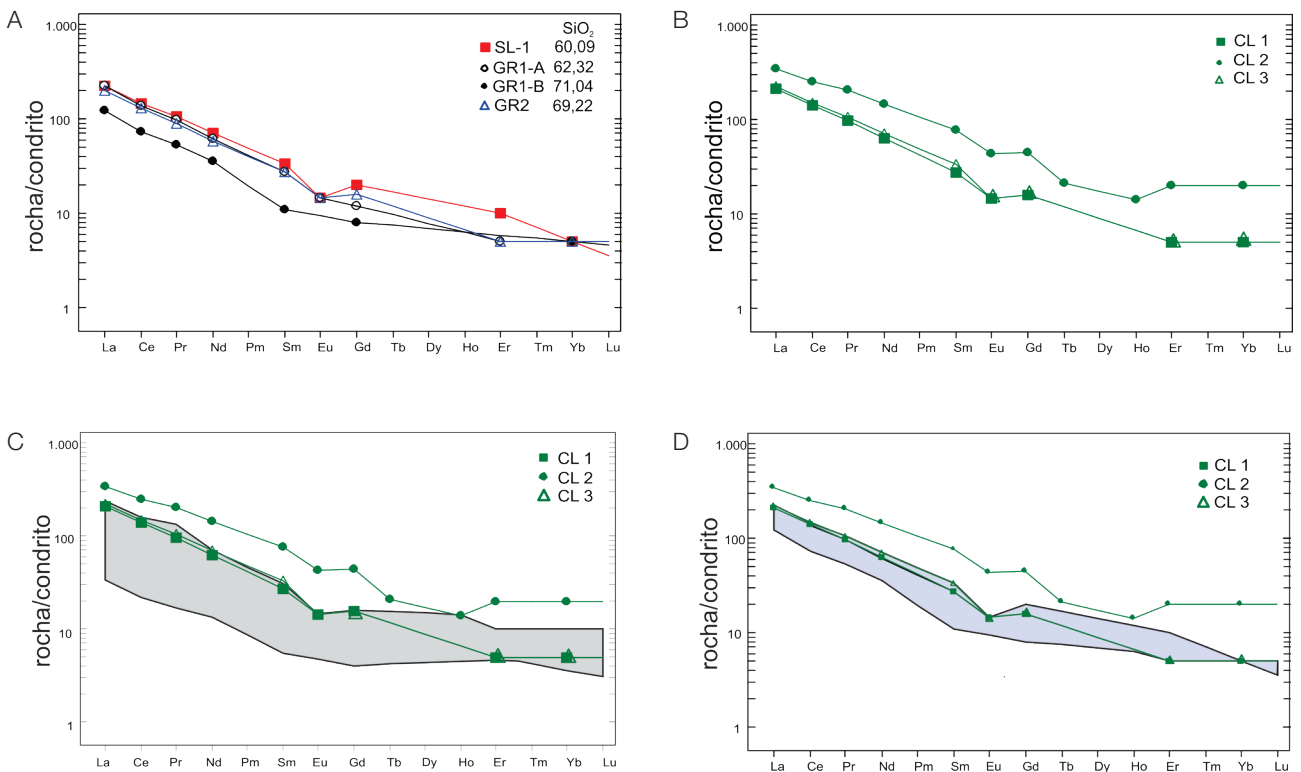 A
rocha/condrito
1.000
100
10
1
SiO2
SL-1 60,09
GR1-A 62,32
GR1-B 71,04
GR2 69,22
La Ce Pr Nd Pm Sm Eu Gd Tb Dy Ho Er Tm Yb Lu
B
rocha/condrito
1.000
100
10
1
CL 1
CL 2
CL 3
La Ce Pr Nd Pm Sm Eu Gd Tb Dy Ho Er Tm Yb Lu
C
rocha/condrito
1.000
100
10
1
CL 1
CL 2
CL 3
La Ce Pr Nd Pm Sm Eu Gd Tb Dy Ho Er Tm Yb Lu
D
rocha/condrito
1.000
100
10
1
CL 1
CL 2
CL 3
La Ce Pr Nd Pm Sm Eu Gd Tb Dy Ho Er Tm Yb Lu